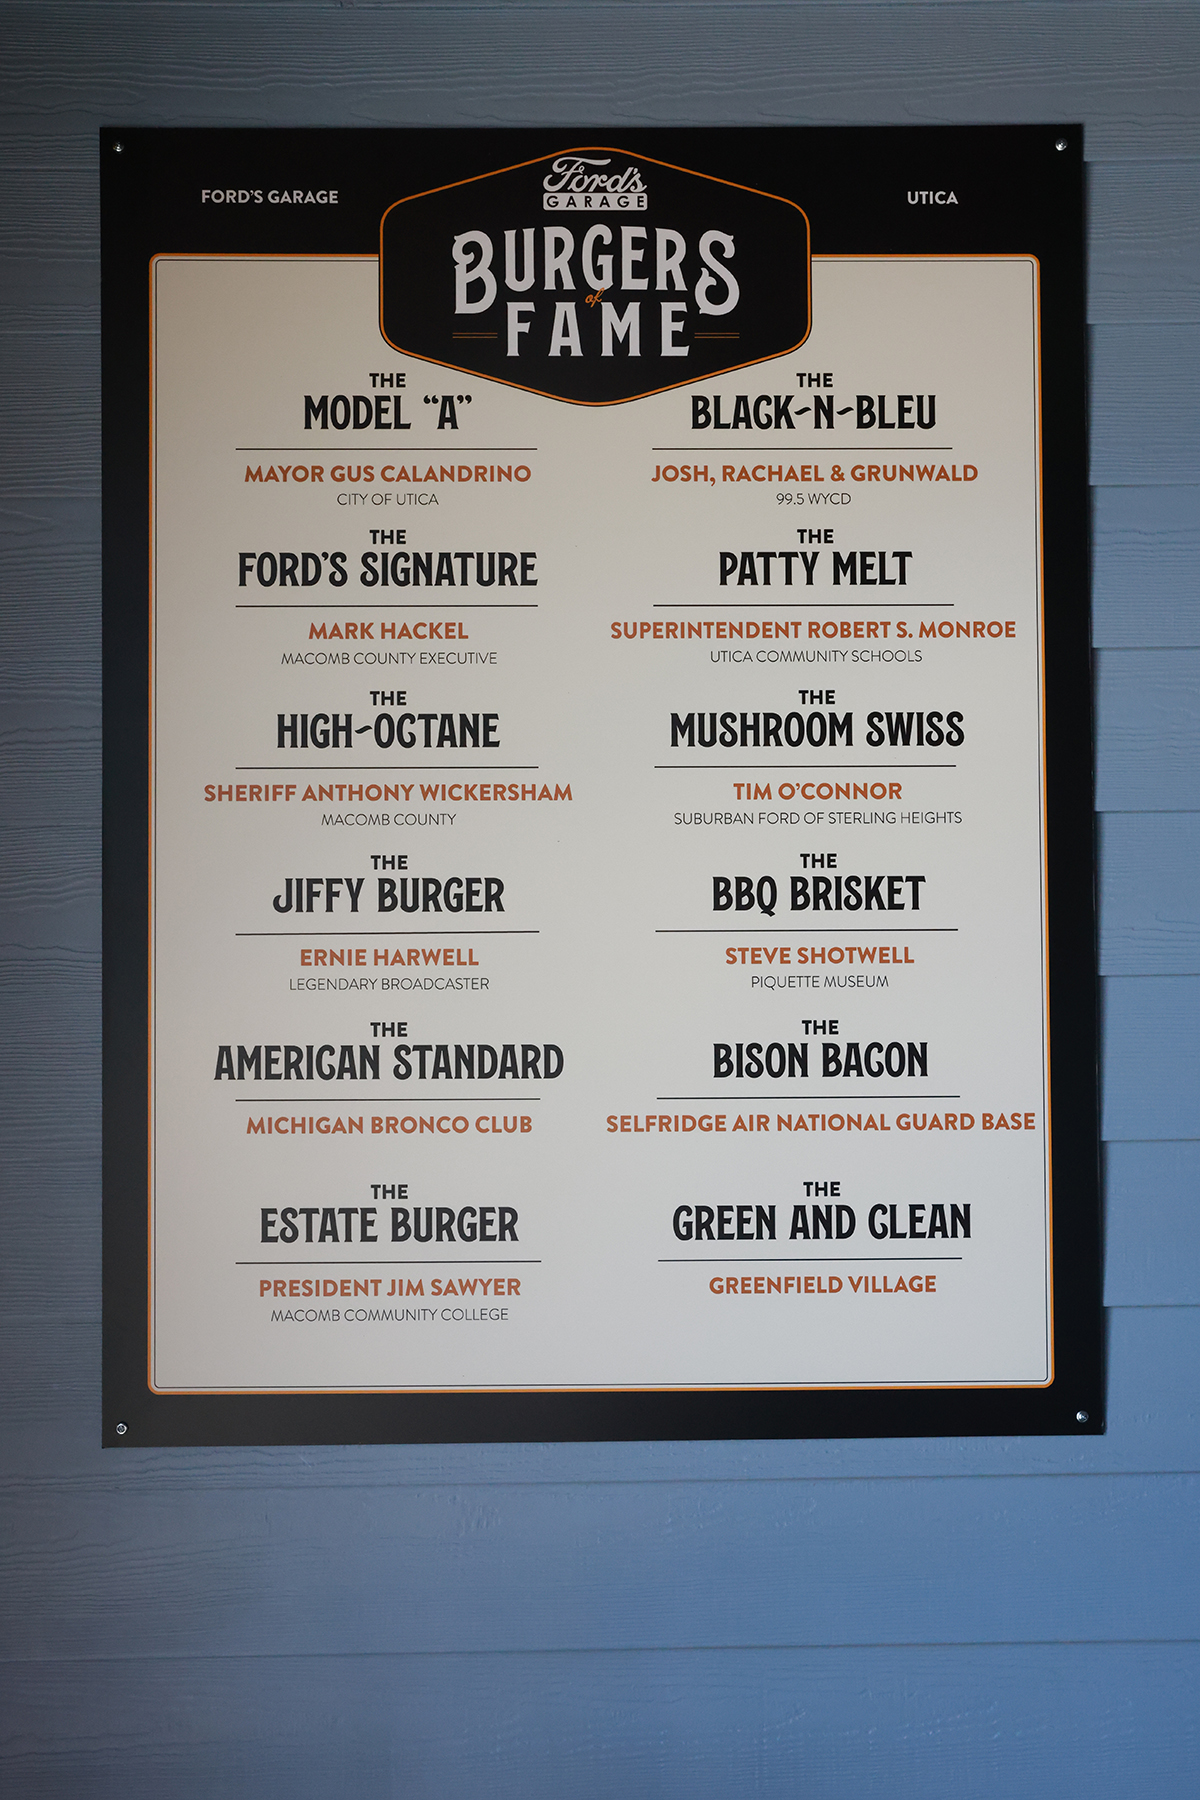 FORD'S GARAGE
Ford's
GARAGE
UTICA
BURGERS
of
FAME
THE
MODEL “A”
MAYOR GUS CALANDRINO
CITY OF UTICA
THE
FORD'S SIGNATURE
MARK HACKEL
MACOMB COUNTY EXECUTIVE
THE
HIGH~OCTANE
SHERIFF ANTHONY WICKERSHAM
MACOMB COUNTY
THE
JIFFY BURGER
ERNIE HARWELL
LEGENDARY BROADCASTER
THE
AMERICAN STANDARD
MICHIGAN BRONCO CLUB
THE
ESTATE BURGER
PRESIDENT JIM SAWYER
MACOMB COMMUNITY COLLEGE
THE
BLACK~N~BLEU
JOSH, RACHAEL & GRUNWALD
99.5 WYCD
THE
PATTY MELT
SUPERINTENDENT ROBERT S. MONROE
UTICA COMMUNITY SCHOOLS
THE
MUSHROOM SWISS
TIM O'CONNOR
SUBURBAN FORD OF STERLING HEIGHTS
THE
BBQ BRISKET
STEVE SHOTWELL
PIQUETTE MUSEUM
THE
BISON BACON
SELFRIDGE AIR NATIONAL GUARD BASE
THE
GREEN AND CLEAN
GREENFIELD VILLAGE